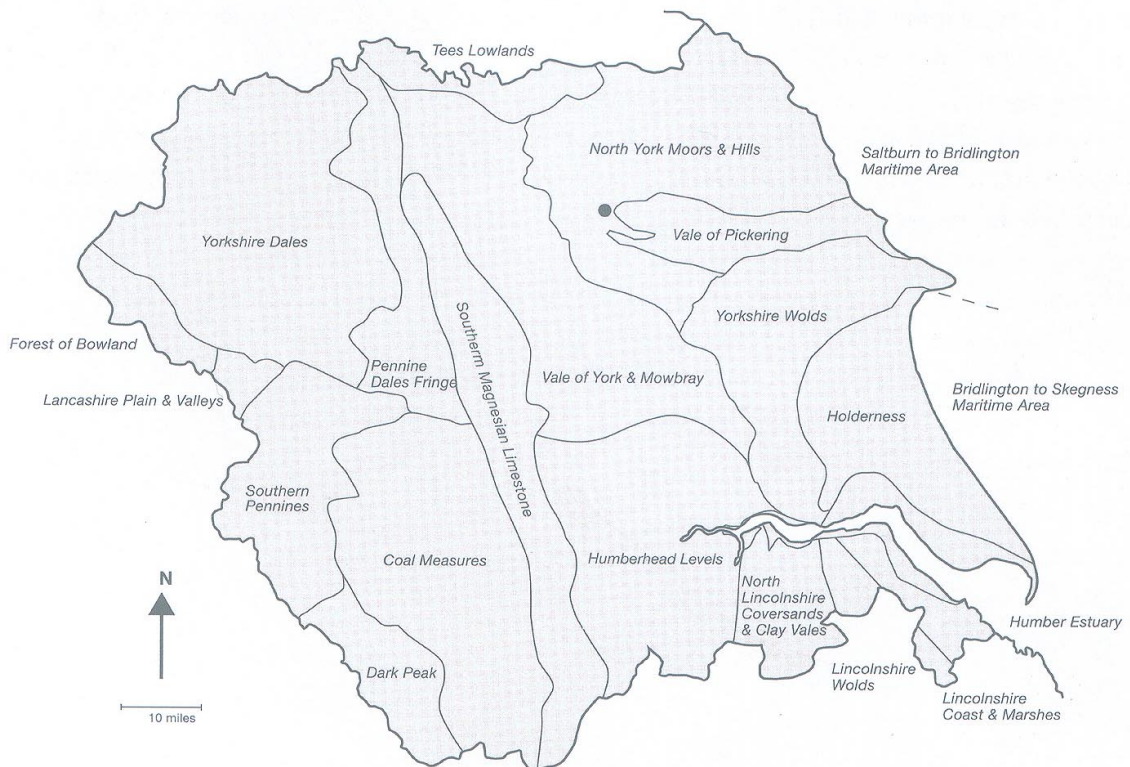 Tees Lowlands
North York Moors & Hills
Saltburn to Bridlington
Maritime Area
Yorkshire Dales
Vale of Pickering
Yorkshire Wolds
Forest of Bowland
Pennine
Dales Fringe
Southerm Magnesian Limestone
Vale of York & Mowbray
Lancashire Plain & Valleys
Bridlington to Skegness
Maritime Area
Holderness
Southern
Pennines
Coal Measures
Humberhead Levels
N
North
Lincolnshire
Coversands
& Clay Vales
Humber Estuary
Dark Peak
Lincolnshire
Wolds
Lincolnshire
Coast & Marshes
10 miles